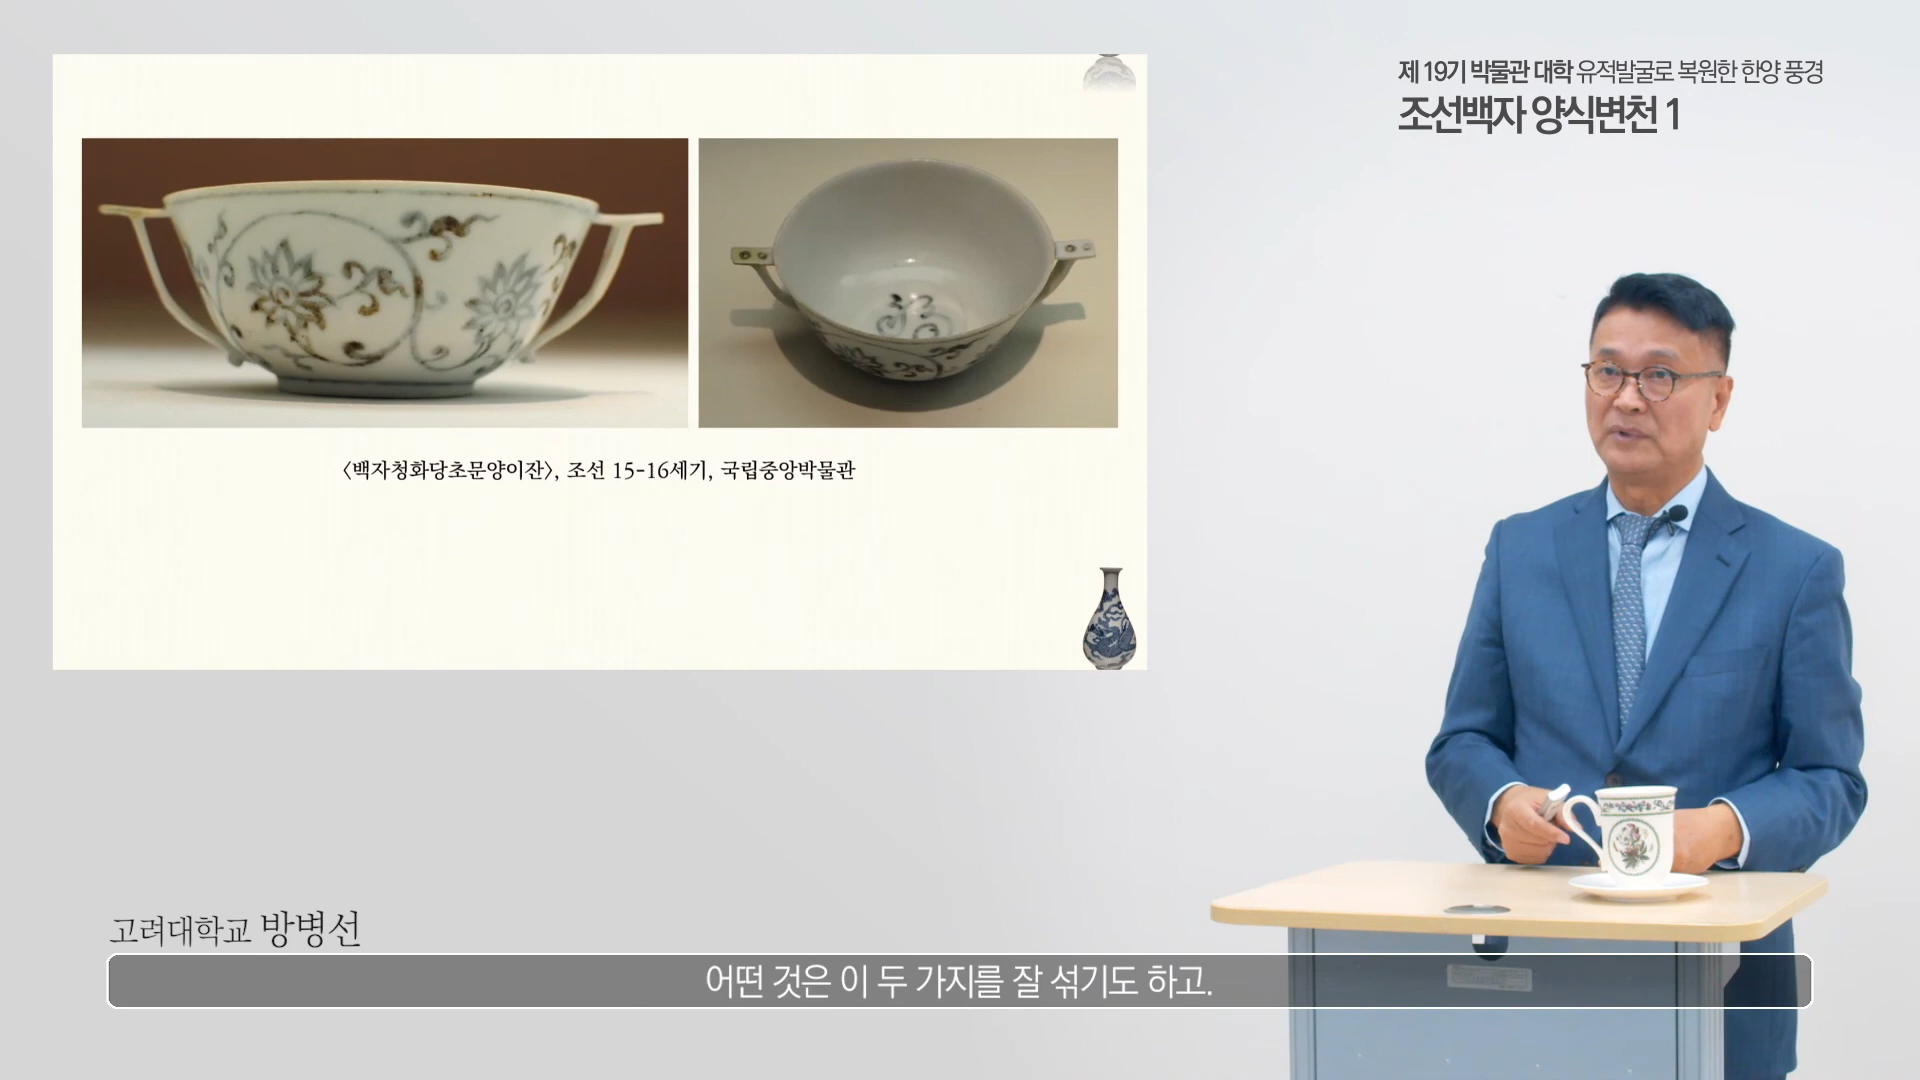 제 19기 박물관 대학 유적발굴로 복원한 한양 풍경
조선백자 양식변천 1
〈백자청화당초문양이잔〉, 조선 15-16세기, 국립중앙박물관
고려대학교 방병선
어떤 것은 이 두 가지를 잘 섞기도 하고.